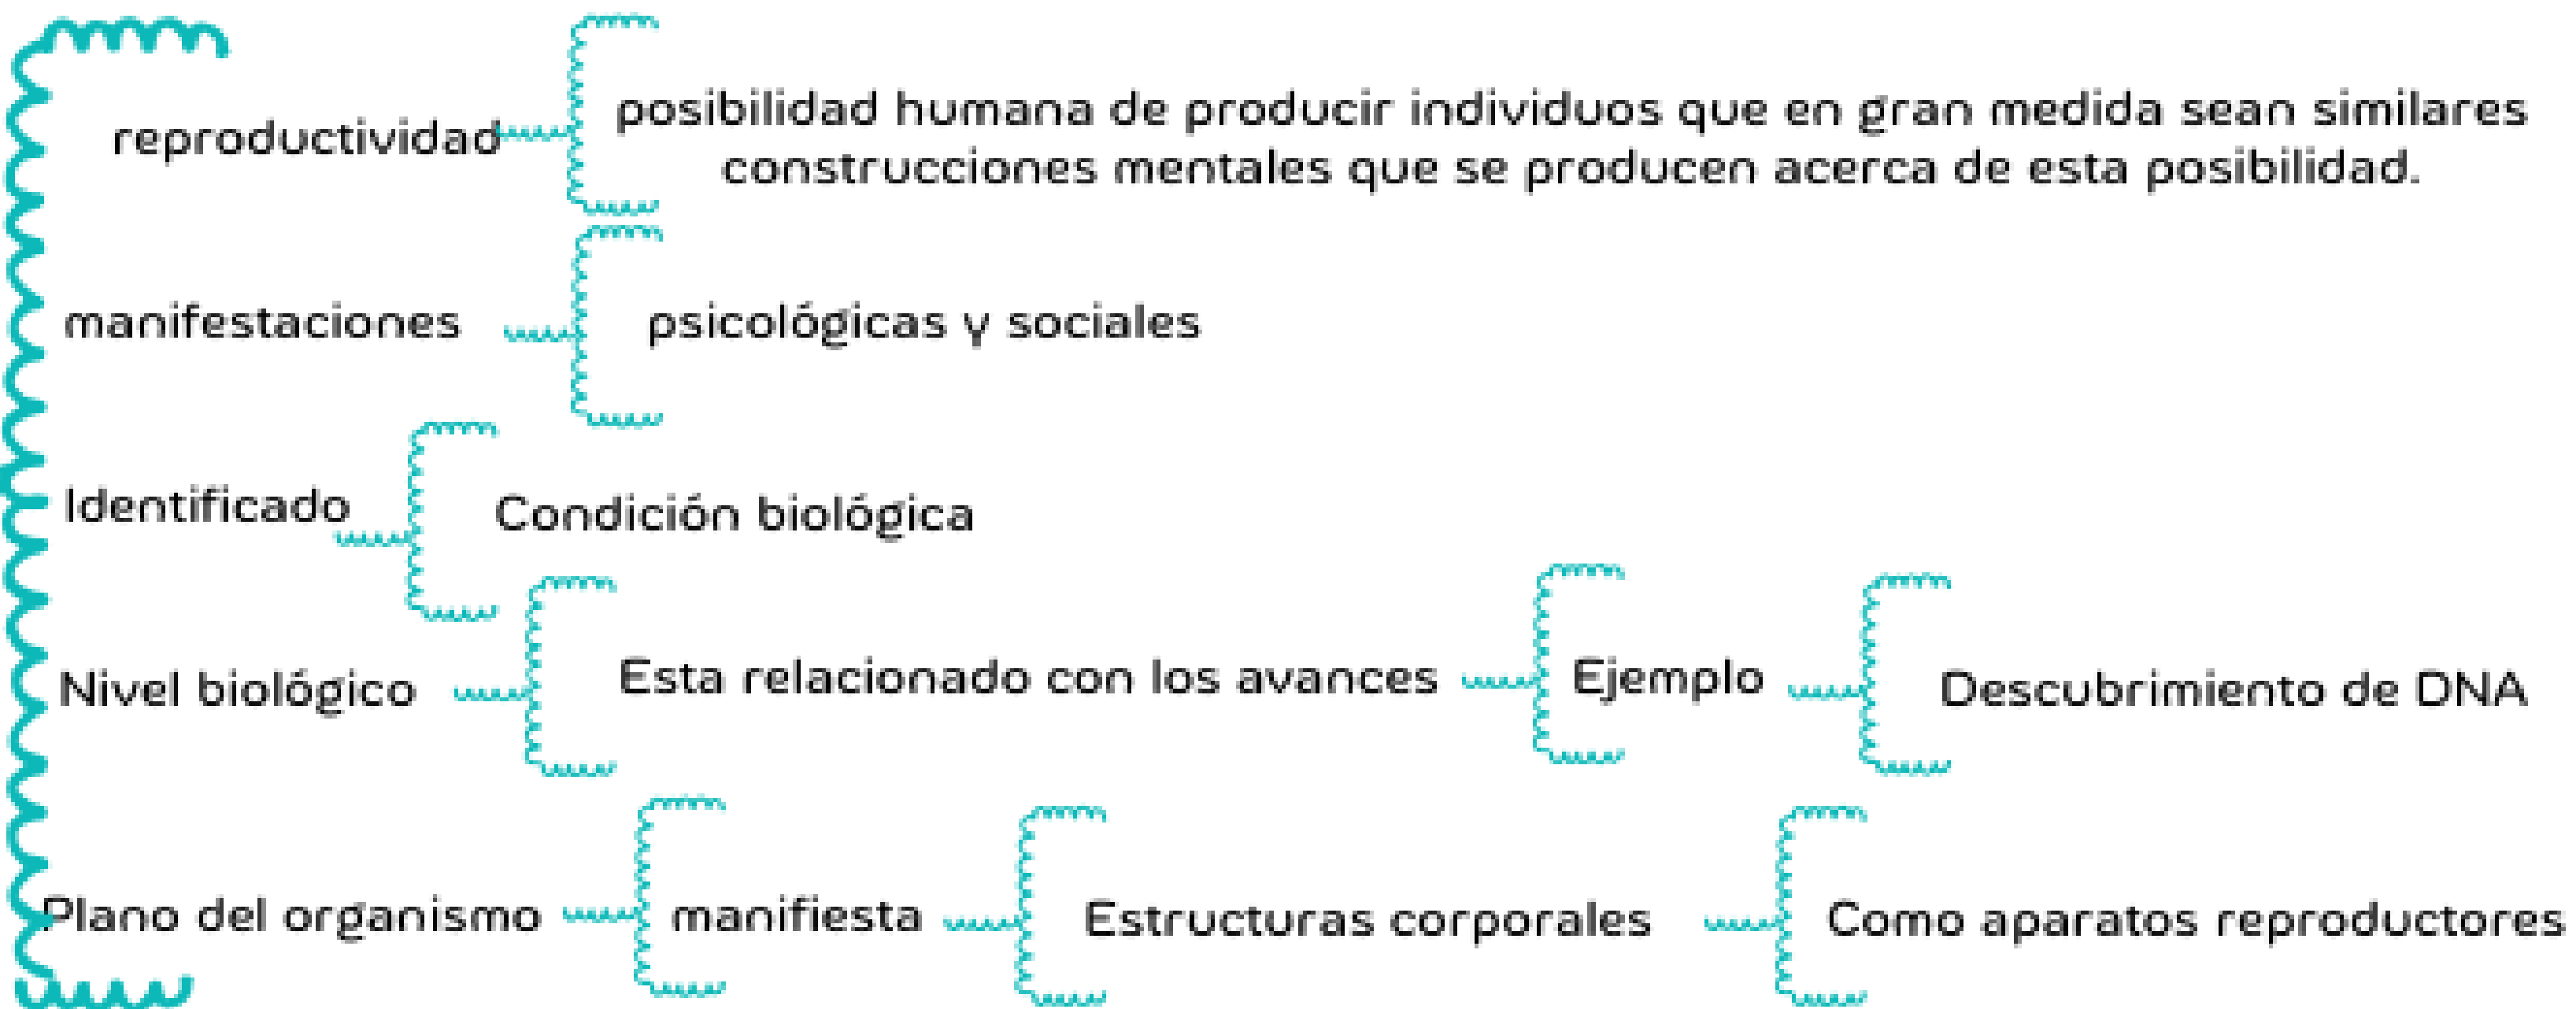 reproductividad
posibilidad humana de producir individuos que en gran medida sean similares
construcciones mentales que se producen acerca de esta posibilidad.
manifestaciones
psicológicas y sociales
Identificado
Condición biológica
Nivel biológico
Esta relacionado con los avances
Ejemplo
Descubrimiento de DNA
Plano del organismo
manifiesta
Estructuras corporales
Como aparatos reproductores